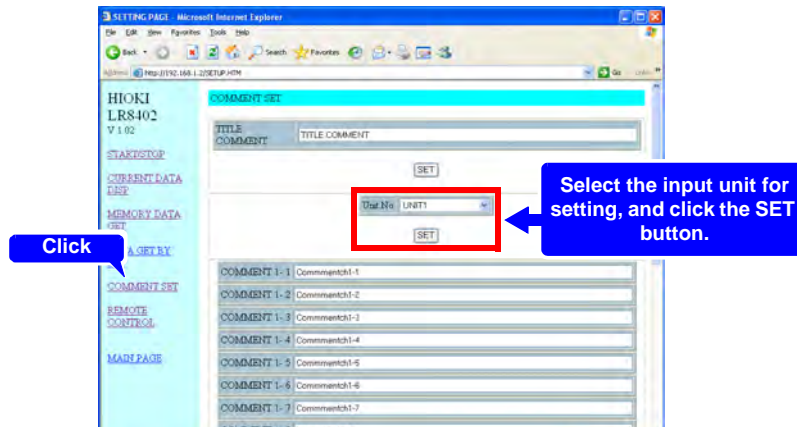 SETTING PAGE - Microsoft Internet Explorer
File Edit View Favorites Tools Help
Back Search Favorites
Address http://192.168.1.2/SETUP.HTM Go
HIOKI
LR8402
V 1.02
START/STOP
CURRENT DATA
DISP
MEMORY DATA
GET
A GET BY
COMMENT SET
REMOTE
CONTROL
MAIN PAGE
COMMENT SET
TITLE
COMMENT
TITLE COMMENT
SET
Unit No UNIT1
SET
COMMENT 1- 1 Commmentch1-1
COMMENT 1- 2 Commmentch1-2
COMMENT 1- 3 Commmentch1-3
COMMENT 1- 4 Commmentch1-4
COMMENT 1- 5 Commmentch1-5
COMMENT 1- 6 Commmentch1-6
COMMENT 1- 7 Commmentch1-7
Click
Select the input unit for
setting, and click the SET
button.